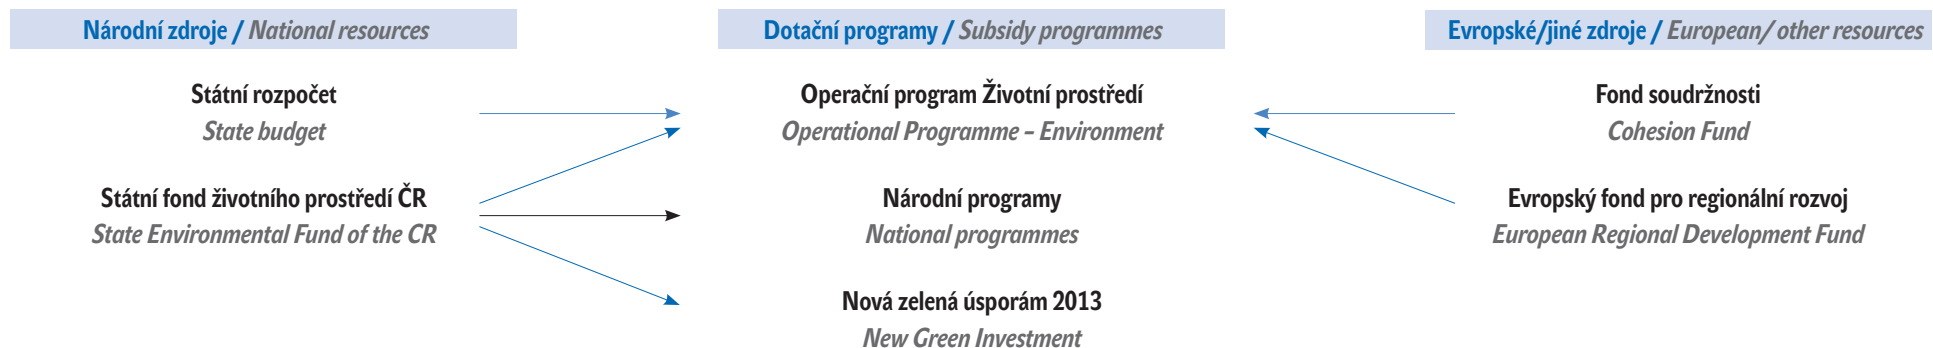 Národní zdroje / National resources
Státní rozpočet
State budget
Státní fond životního prostředí ČR
State Environmental Fund of the CR
Dotační programy / Subsidy programmes
Operační program Životní prostředí
Operational Programme – Environment
Národní programy
National programmes
Nová zelená úsporám 2013
New Green Investment
Evropské/jiné zdroje / European/ other resources
Fond soudržnosti
Cohesion Fund
Evropský fond pro regionální rozvoj
European Regional Development Fund